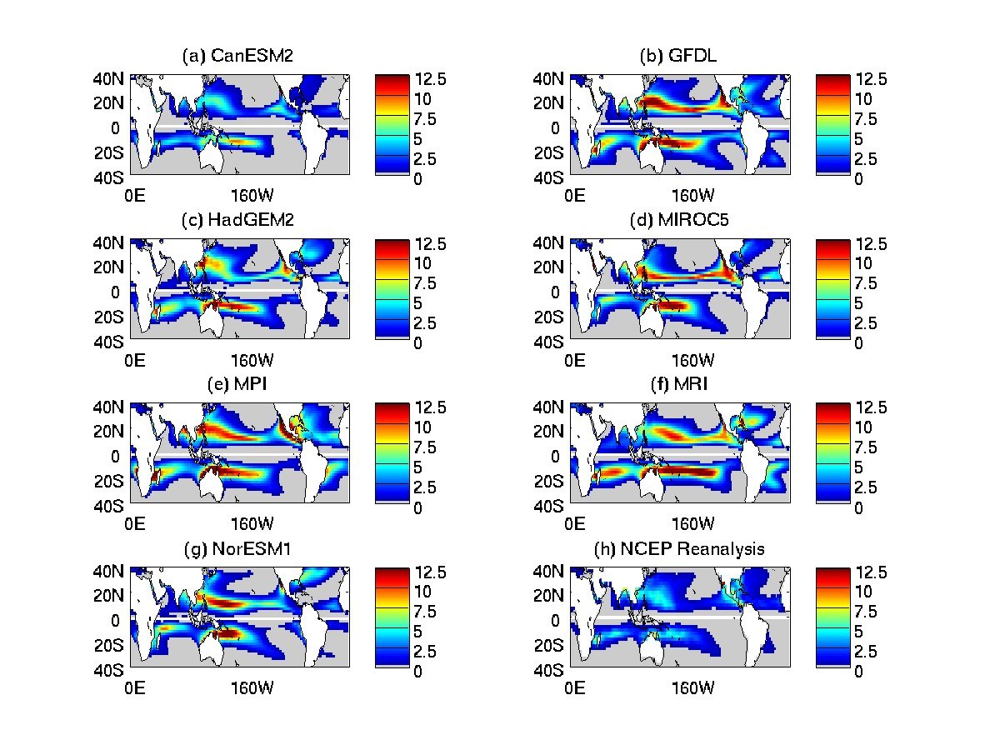 (a) CanESM2
40N
20N
0
20S
40S
0E 160W
12.5
10
7.5
5
2.5
0
(b) GFDL
40N
20N
0
20S
40S
0E 160W
12.5
10
7.5
5
2.5
0
(c) HadGEM2
40N
20N
0
20S
40S
0E 160W
12.5
10
7.5
5
2.5
0
(d) MIROC5
40N
20N
0
20S
40S
0E 160W
12.5
10
7.5
5
2.5
0
(e) MPI
40N
20N
0
20S
40S
0E 160W
12.5
10
7.5
5
2.5
0
(f) MRI
40N
20N
0
20S
40S
0E 160W
12.5
10
7.5
5
2.5
0
(g) NorESM1
40N
20N
0
20S
40S
0E 160W
12.5
10
7.5
5
2.5
0
(h) NCEP Reanalysis
40N
20N
0
20S
40S
0E 160W
12.5
10
7.5
5
2.5
0